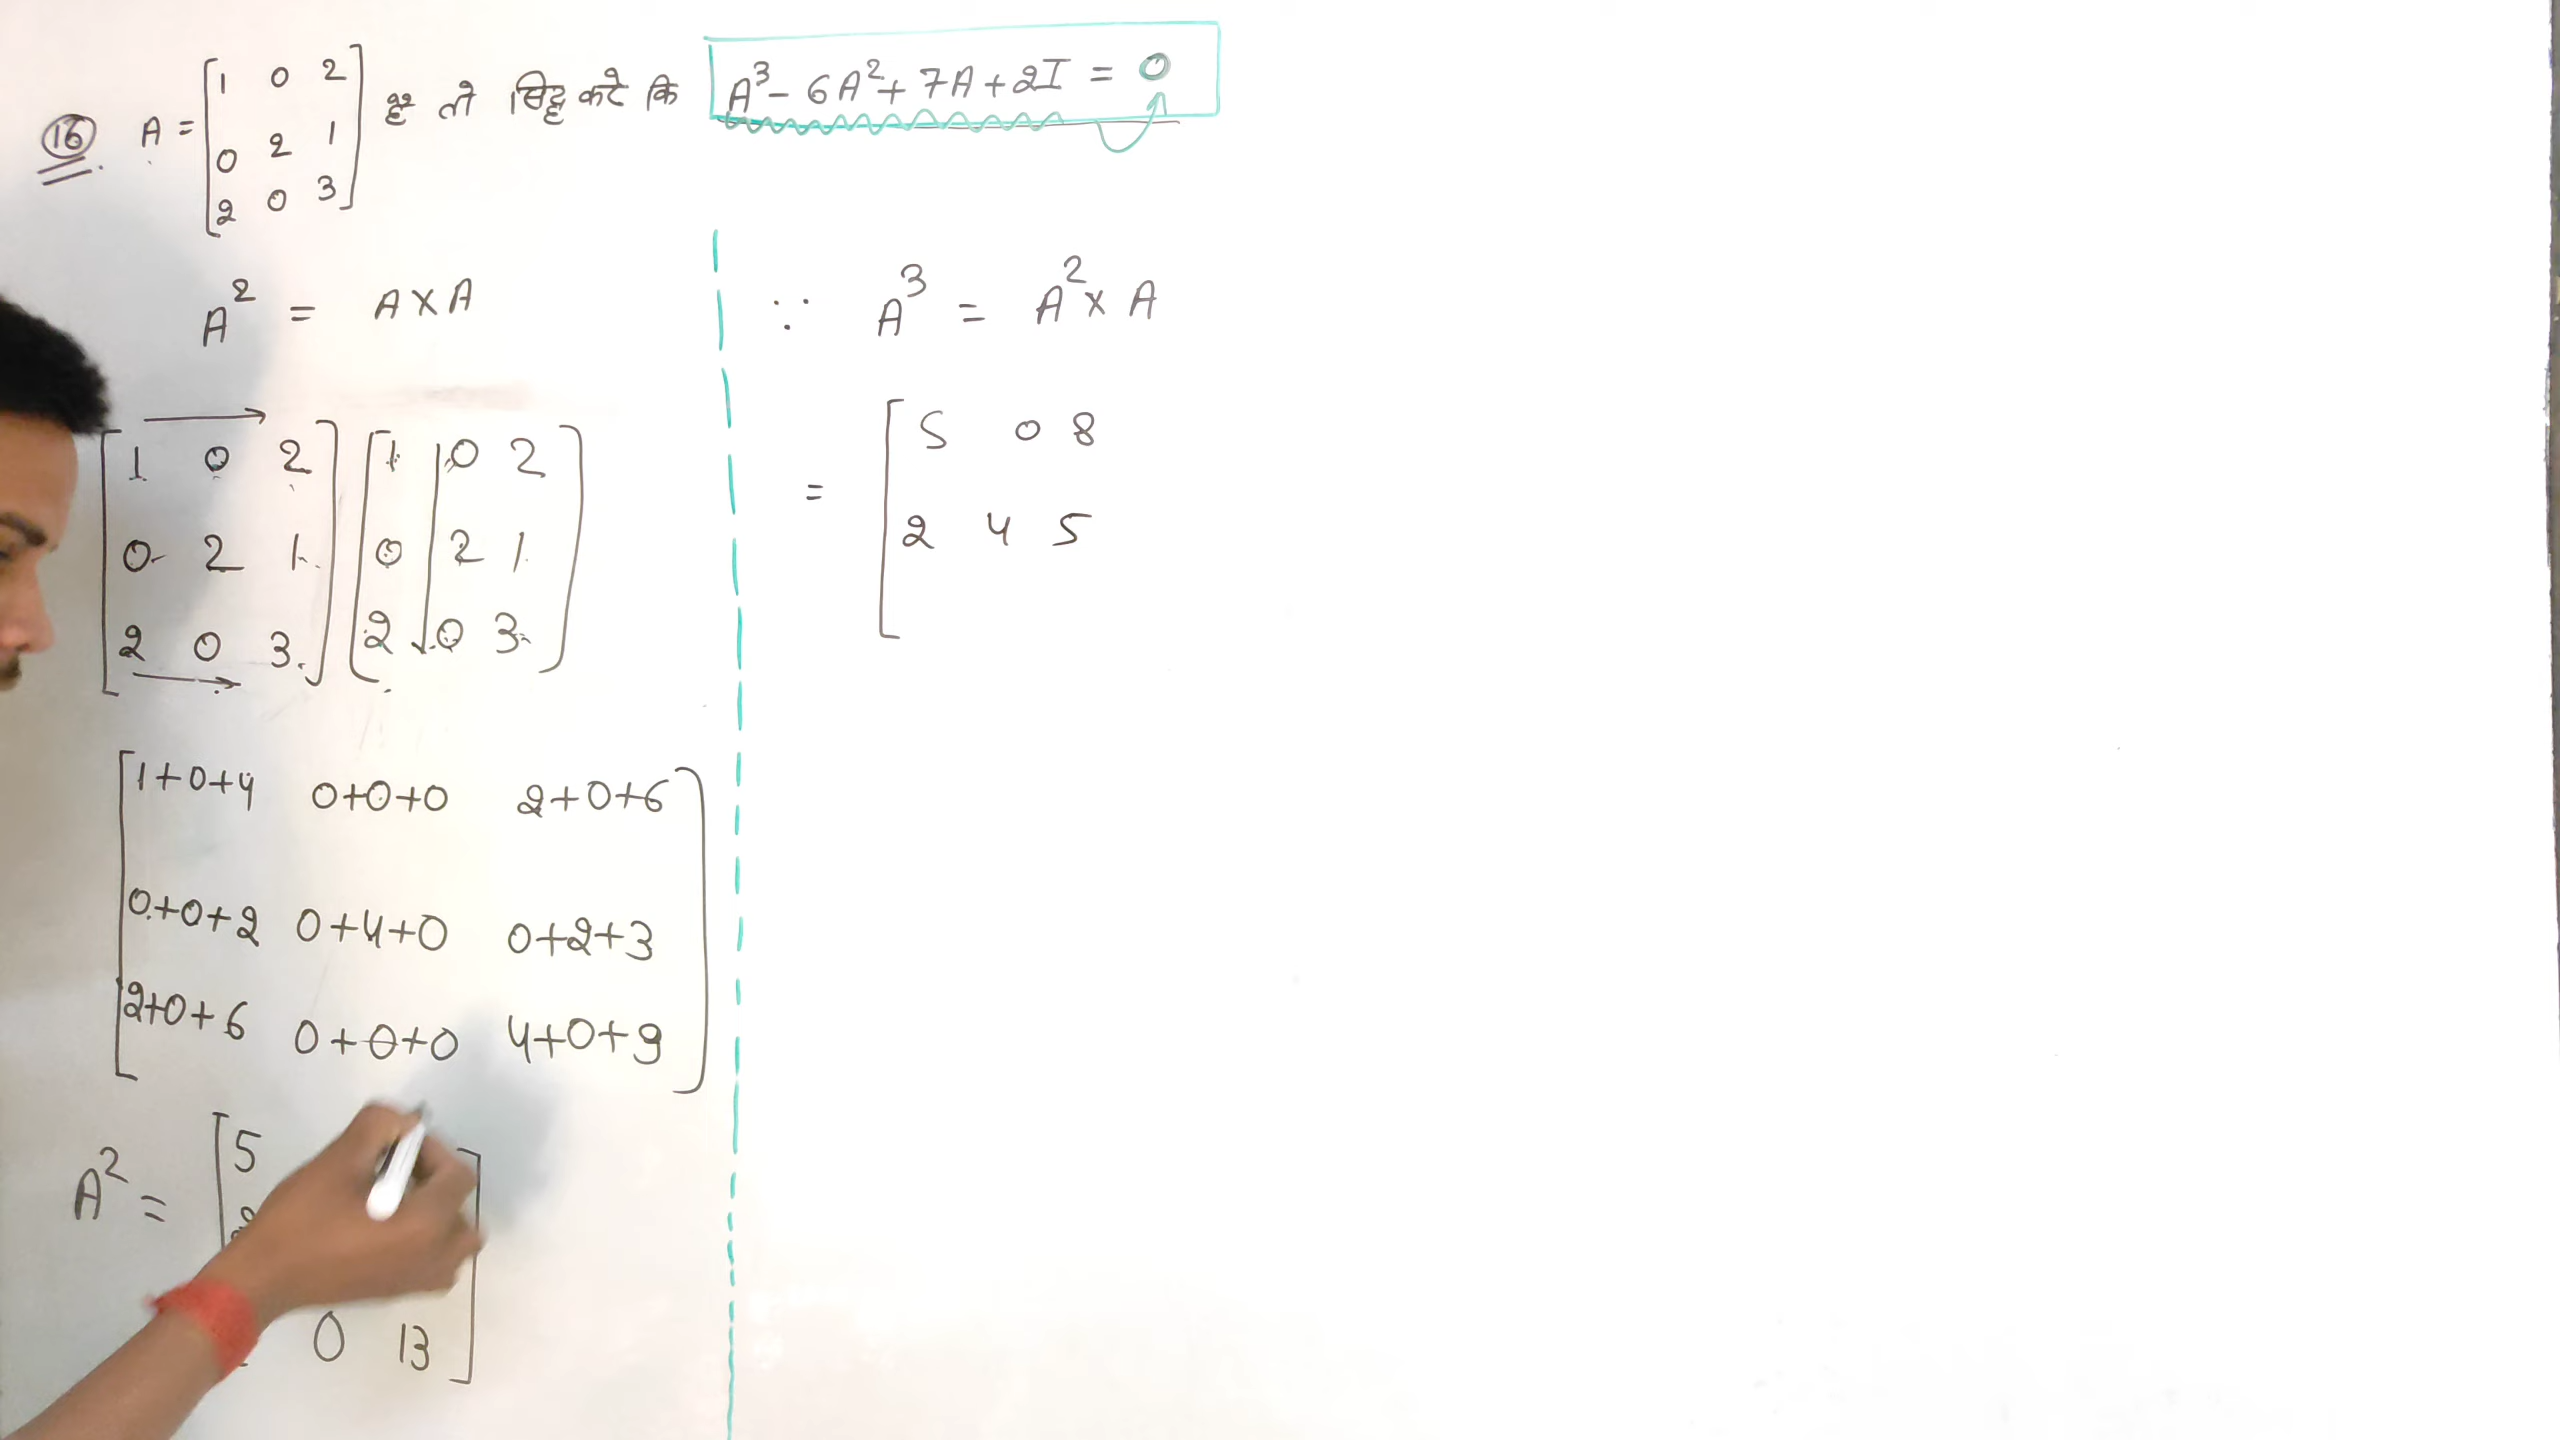 16. A = [1 0 2 है तो सिद्ध करें कि A³ - 6A² + 7A + 2I = 0
0 2 1
2 0 3]
A² = A × A
[1 0 2] [1 0 2]
0 2 1 0 2 1
2 0 3 2 0 3
[1+0+4 0+0+0 2+0+6]
0+0+2 0+4+0 0+2+3
2+0+6 0+0+0 4+0+9
A² = [5
0 13]
∵ A³ = A² × A
= [5 0 8
2 4 5